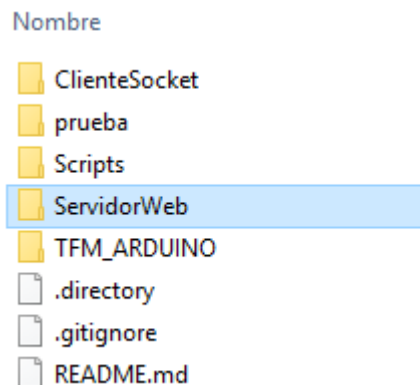 Nombre
ClienteSocket
prueba
Scripts
ServidorWeb
TFM_ARDUINO
.directory
.gitignore
README.md